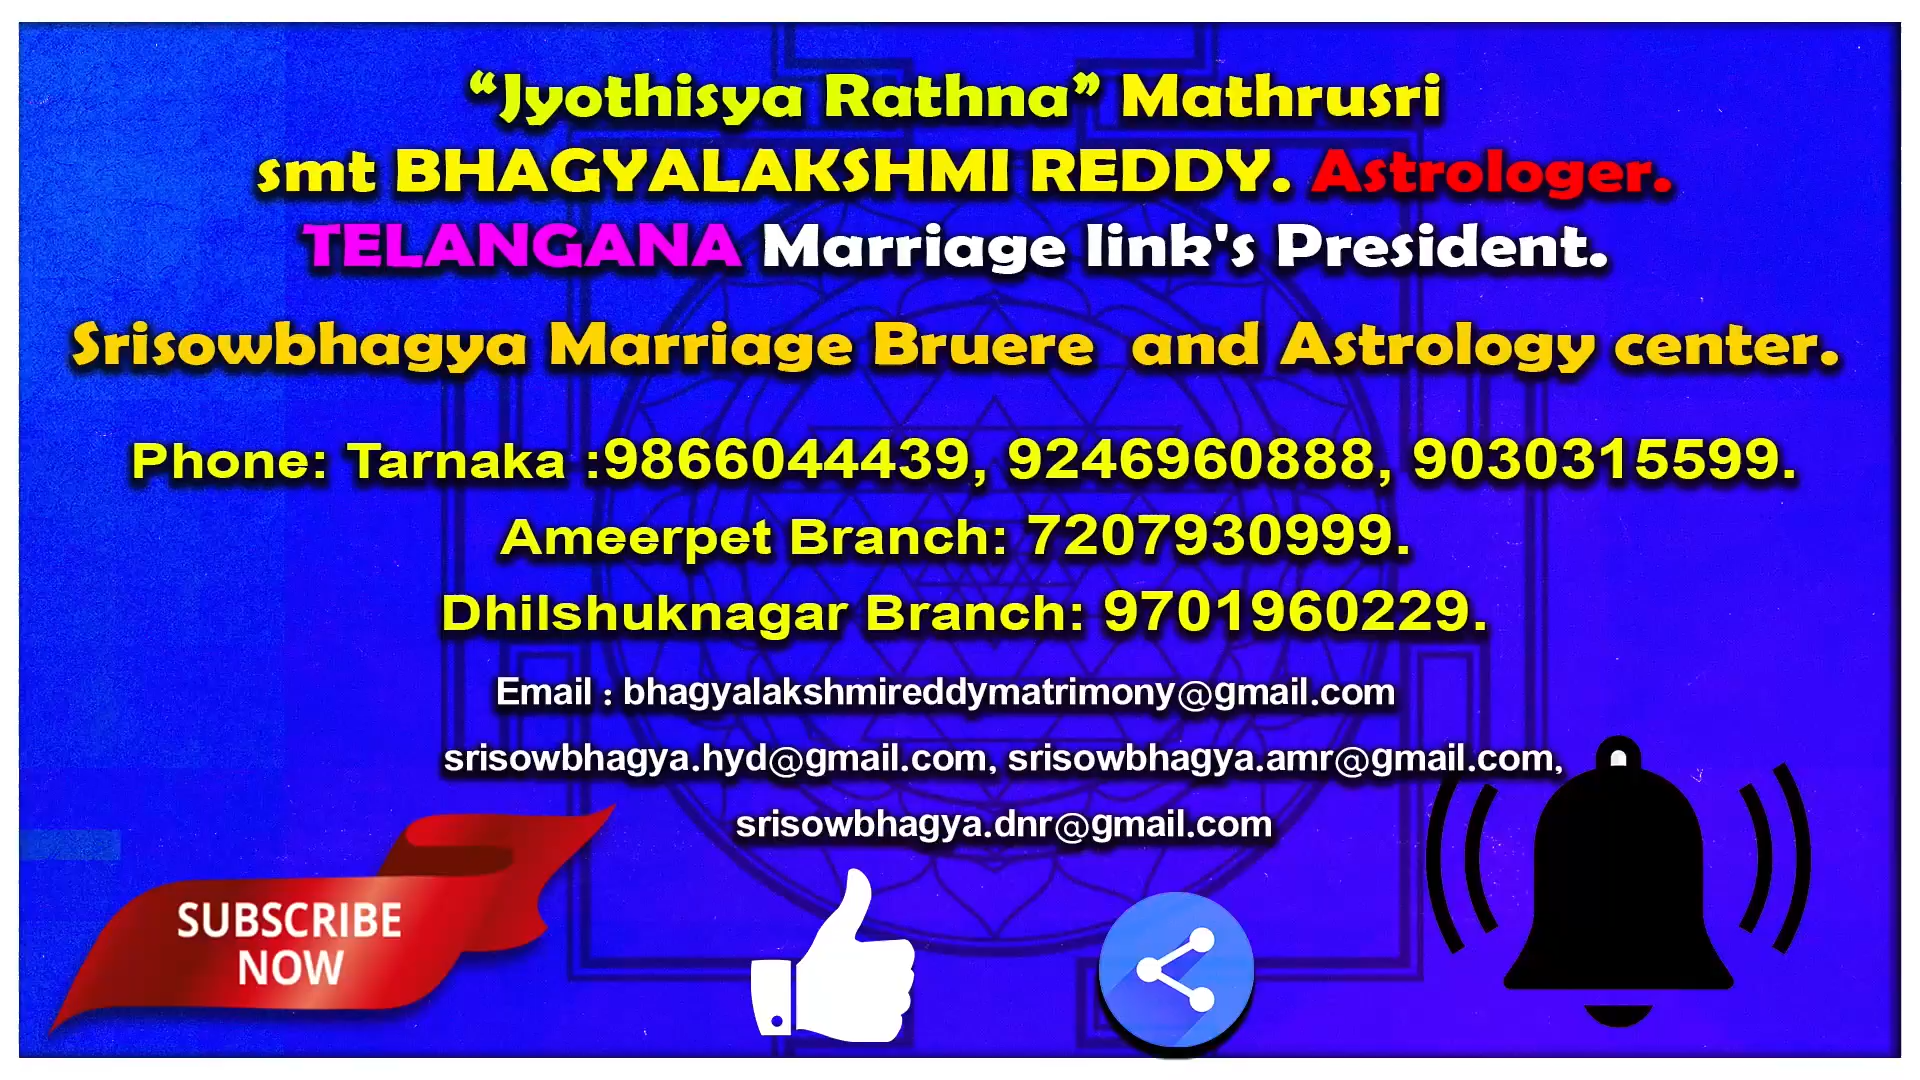 “Jyothisya Rathna” Mathrusri
smt BHAGYALAKSHMI REDDY. Astrologer.
TELANGANA Marriage link's President.
Srisowbhagya Marriage Bruere and Astrology center.
Phone: Tarnaka :9866044439, 9246960888, 9030315599.
Ameerpet Branch: 7207930999.
Dhilshuknagar Branch: 9701960229.
Email : bhagyalakshmireddymatrimony@gmail.com
srisowbhagya.hyd@gmail.com, srisowbhagya.amr@gmail.com,
srisowbhagya.dnr@gmail.com
SUBSCRIBE
NOW